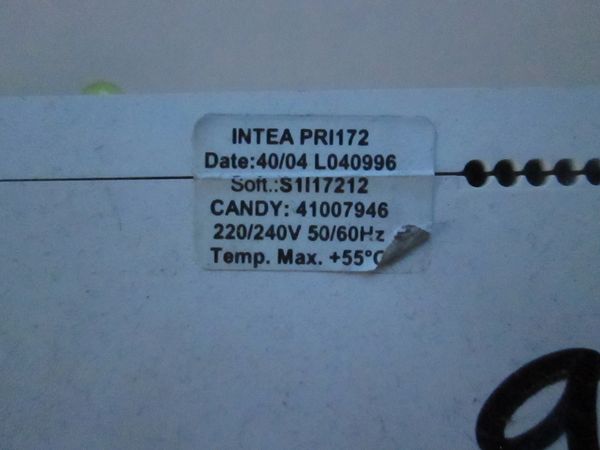 INTEA PRI172
Date:40/04 L040996
Soft.:S1I17212
CANDY: 41007946
220/240V 50/60Hz
Temp. Max. +55°C